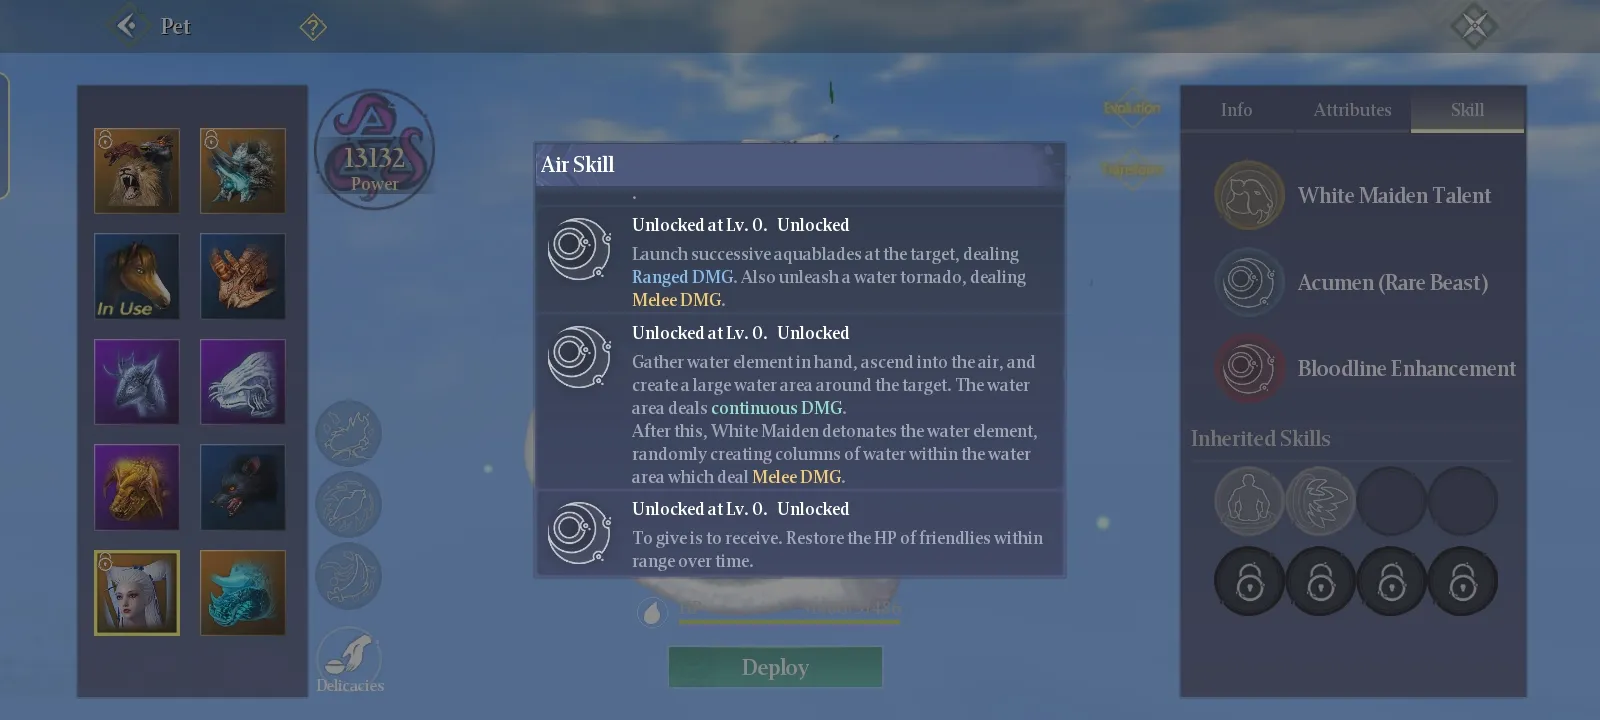 Pet
?
13132
Power
In Use
Delicacies
Evolution
Air Skill
Unlocked at Lv. 0. Unlocked
Launch successive aquablades at the target, dealing
Ranged DMG. Also unleash a water tornado, dealing
Melee DMG.
Unlocked at Lv. 0. Unlocked
Gather water element in hand, ascend into the air, and
create a large water area around the target. The water
area deals continuous DMG.
After this, White Maiden detonates the water element,
randomly creating columns of water within the water
area which deal Melee DMG.
Unlocked at Lv. 0. Unlocked
To give is to receive. Restore the HP of friendlies within
range over time.
Deploy
Info
Attributes
Skill
White Maiden Talent
Acumen (Rare Beast)
Bloodline Enhancement
Inherited Skills